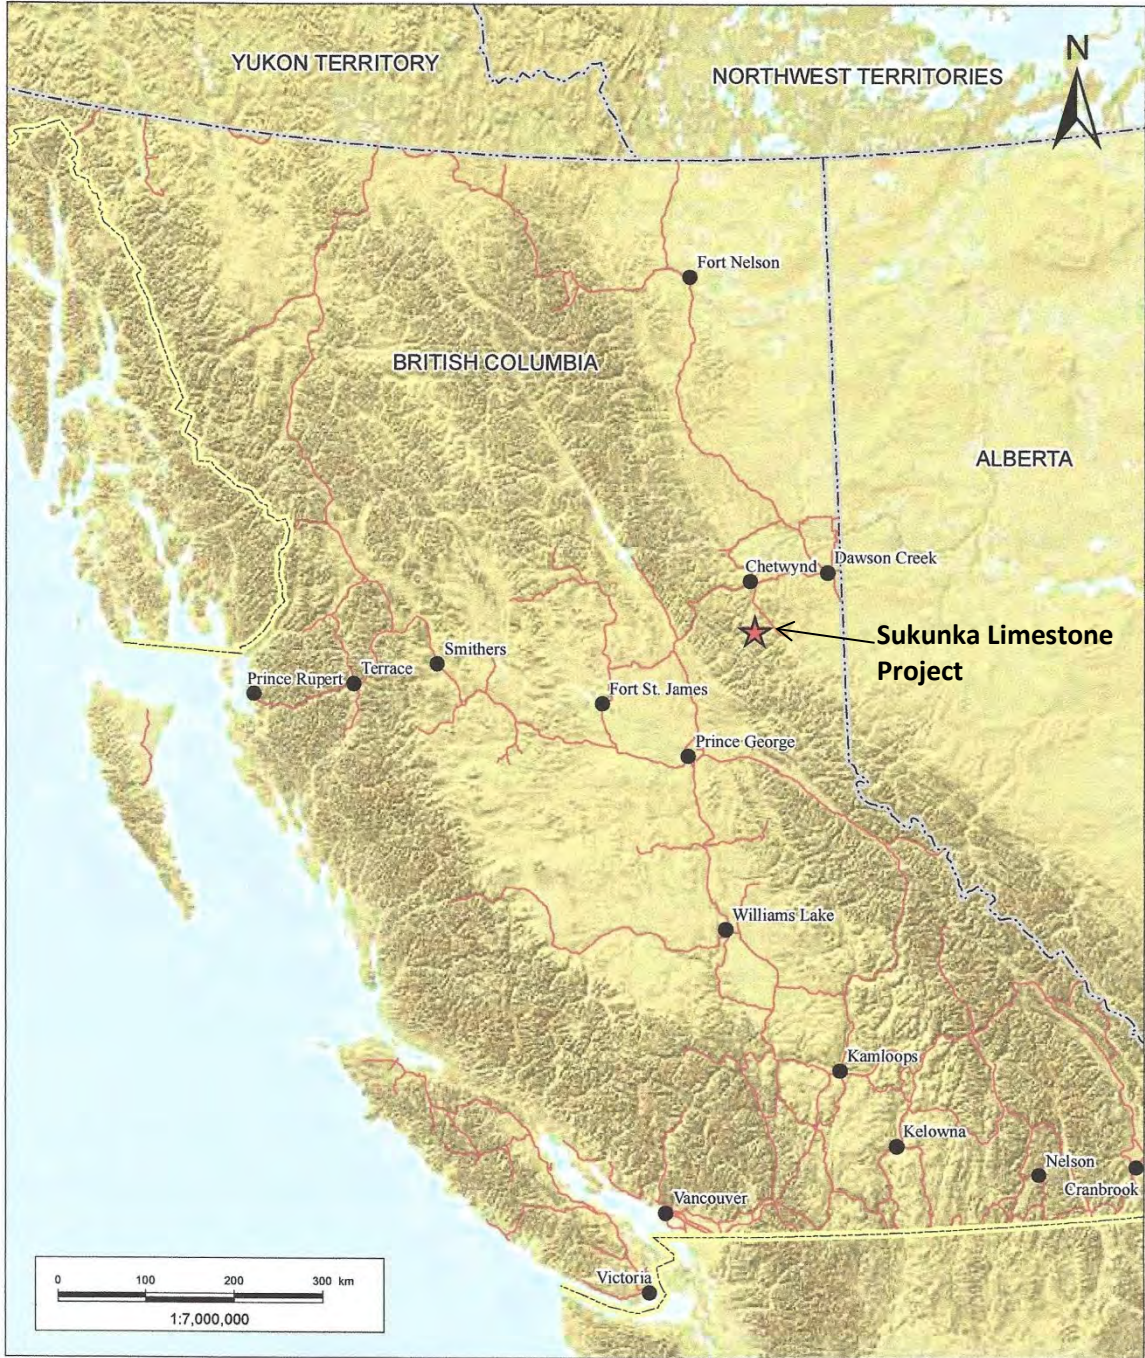 YUKON TERRITORY
NORTHWEST TERRITORIES
N
Fort Nelson
BRITISH COLUMBIA
ALBERTA
Chetwynd
Dawson Creek
Sukunka Limestone
Project
Smithers
Prince Rupert
Terrace
Fort St. James
Prince George
Williams Lake
Kamloops
Kelowna
Nelson
Cranbrook
Vancouver
Victoria
0 100 200 300 km
1:7,000,000